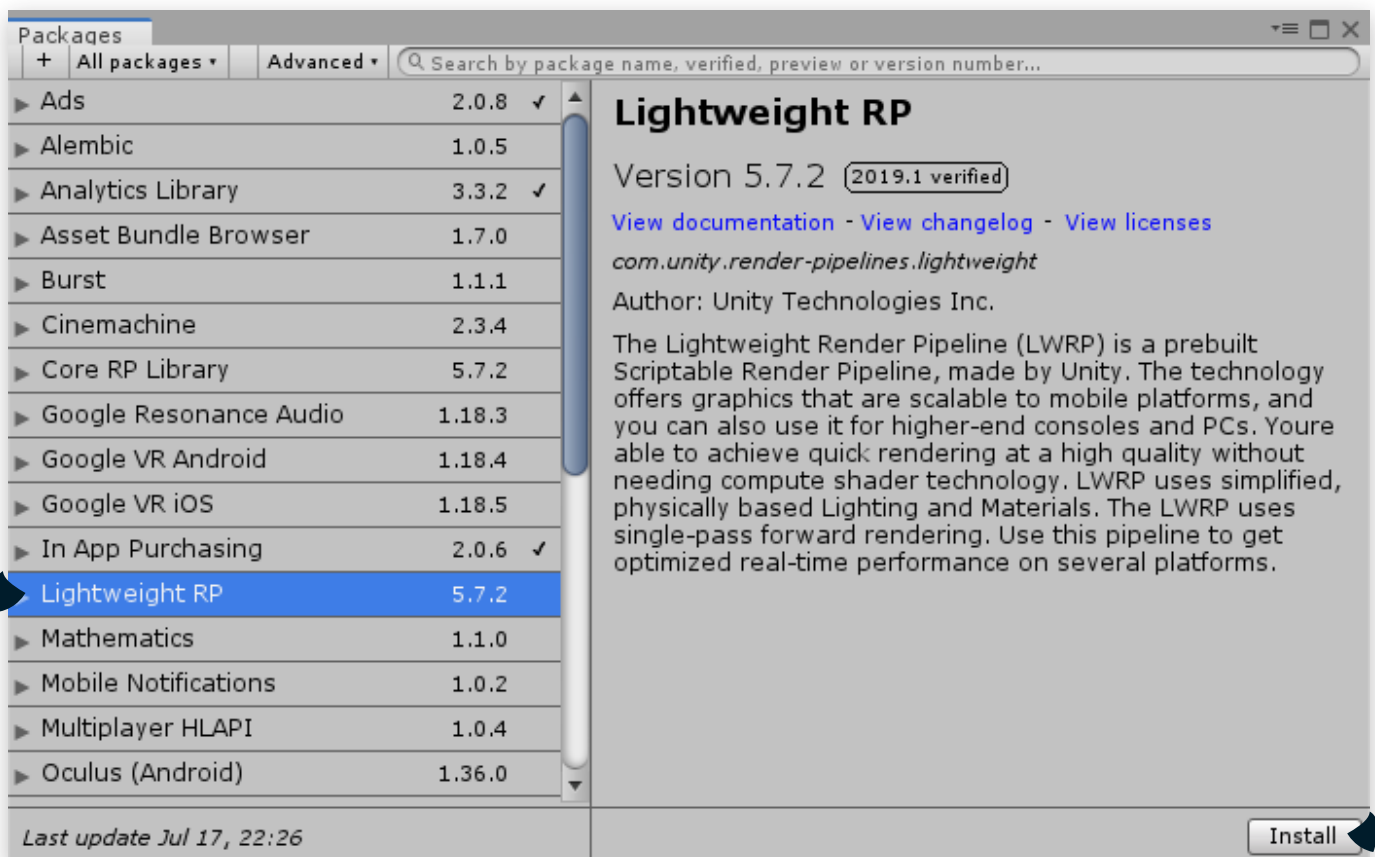 Packages
+ All packages Advanced Search by package name, verified, preview or version number...
Ads 2.0.8 ✓
Alembic 1.0.5
Analytics Library 3.3.2 ✓
Asset Bundle Browser 1.7.0
Burst 1.1.1
Cinemachine 2.3.4
Core RP Library 5.7.2
Google Resonance Audio 1.18.3
Google VR Android 1.18.4
Google VR iOS 1.18.5
In App Purchasing 2.0.6 ✓
Lightweight RP 5.7.2
Mathematics 1.1.0
Mobile Notifications 1.0.2
Multiplayer HLAPI 1.0.4
Oculus (Android) 1.36.0
Last update Jul 17, 22:26
Lightweight RP
Version 5.7.2 2019.1 verified
View documentation - View changelog - View licenses
com.unity.render-pipelines.lightweight
Author: Unity Technologies Inc.
The Lightweight Render Pipeline (LWRP) is a prebuilt
Scriptable Render Pipeline, made by Unity. The technology
offers graphics that are scalable to mobile platforms, and
you can also use it for higher-end consoles and PCs. Youre
able to achieve quick rendering at a high quality without
needing compute shader technology. LWRP uses simplified,
physically based Lighting and Materials. The LWRP uses
single-pass forward rendering. Use this pipeline to get
optimized real-time performance on several platforms.
Install